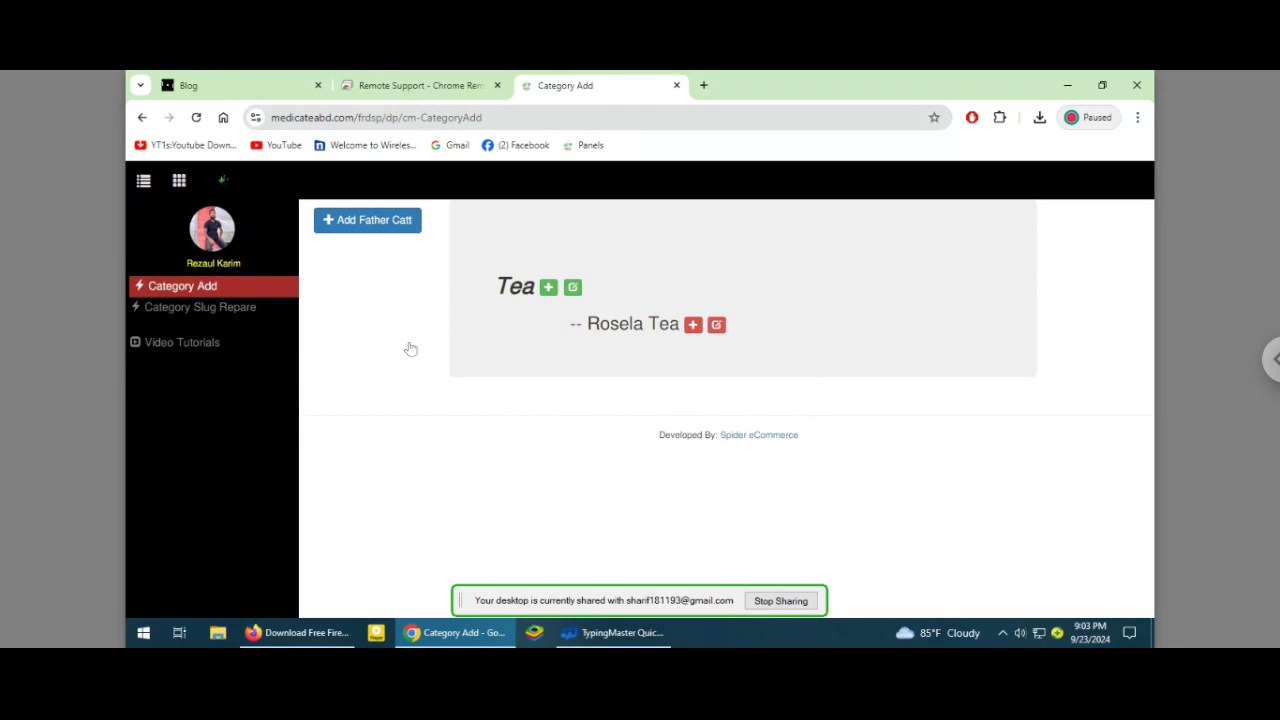 Blog
Remote Support - Chrome Rem
Category Add
medicateabd.com/frdsp/dp/cm-CategoryAdd
Paused
YT1s:Youtube Down...
YouTube
Welcome to Wireles...
Gmail
(2) Facebook
Panels
Rezaul Karim
Category Add
Category Slug Repare
Video Tutorials
Add Father Catt
Tea
-- Rosela Tea
Developed By: Spider eCommerce
Your desktop is currently shared with sharif181193@gmail.com
Stop Sharing
Download Free Fire...
Category Add - Go...
TypingMaster Quic...
85°F Cloudy
9:03 PM
9/23/2024